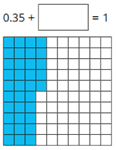 0.35 + = 1